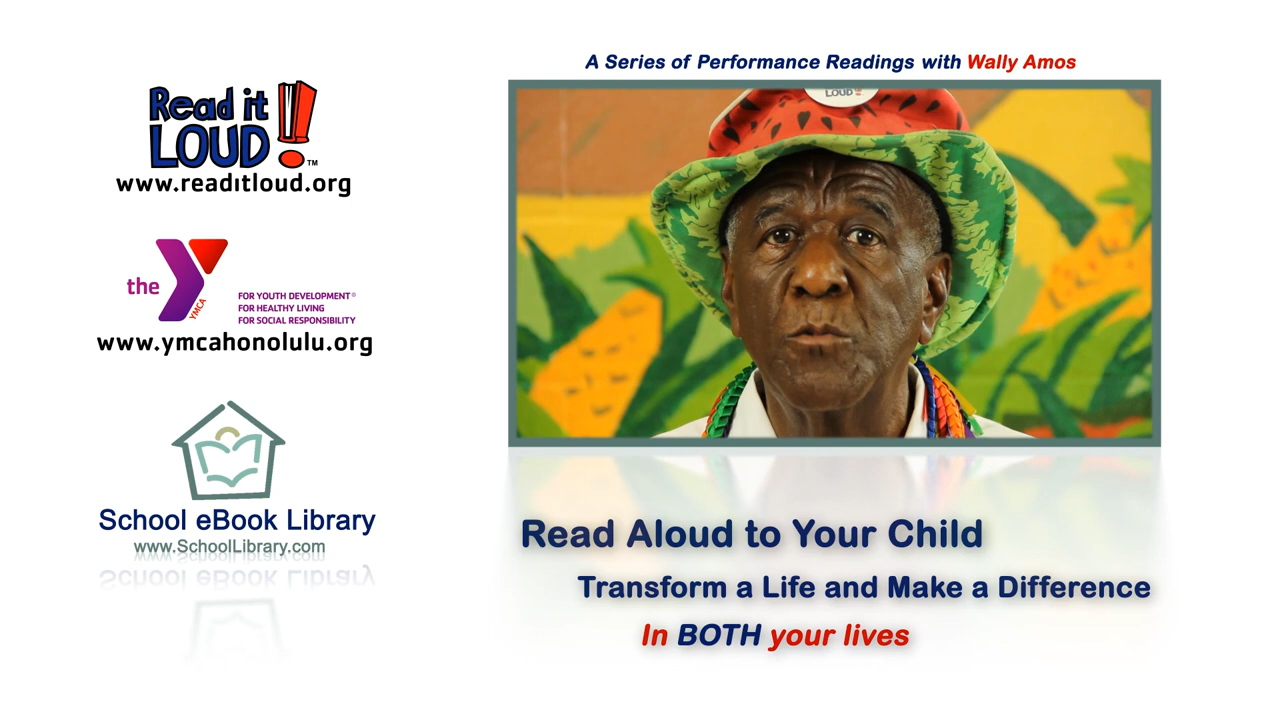 Read it
LOUD!
™
www.readitloud.org
the
YMCA
FOR YOUTH DEVELOPMENT®
FOR HEALTHY LIVING
FOR SOCIAL RESPONSIBILITY
www.ymcahonolulu.org
School eBook Library
www.SchoolLibrary.com
A Series of Performance Readings with Wally Amos
LOUD!
Read Aloud to Your Child
Transform a Life and Make a Difference
In BOTH your lives